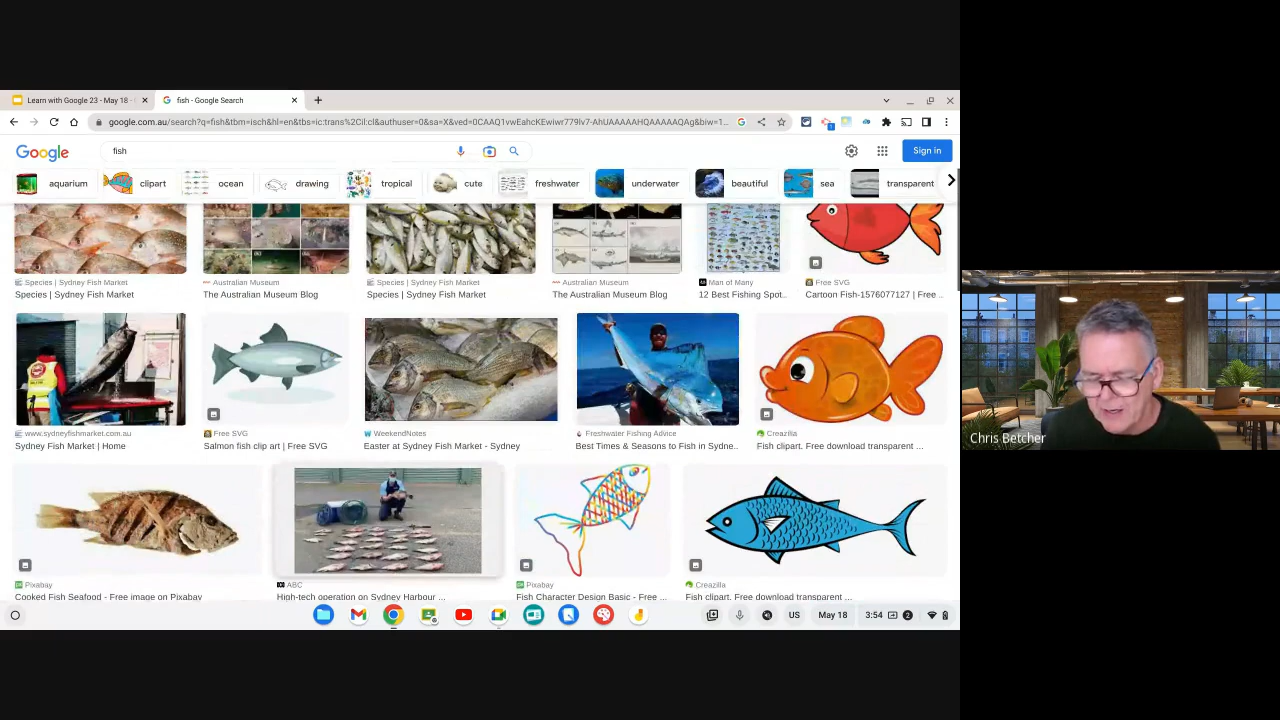 Learn with Google 23 - May 18 -
fish - Google Search
google.com.au/search?q=fish&tbm=isch&hl=en&tbs=ic:trans%2Cil:cl&authuser=0&sa=X&ved=0CAAQ1vwEahcKEwiwr779lv7-AhUAAAAAHQAAAAAQAg&biw=1...
Google
fish
Sign in
aquarium
clipart
ocean
drawing
tropical
cute
freshwater
underwater
beautiful
sea
transparent
Species | Sydney Fish Market
Species | Sydney Fish Market
Australian Museum
The Australian Museum Blog
Species | Sydney Fish Market
Species | Sydney Fish Market
Australian Museum
The Australian Museum Blog
Man of Many
12 Best Fishing Spot...
Free SVG
Cartoon Fish-1576077127 | Free ...
www.sydneyfishmarket.com.au
Sydney Fish Market | Home
Free SVG
Salmon fish clip art | Free SVG
WeekendNotes
Easter at Sydney Fish Market - Sydney
Freshwater Fishing Advice
Best Times & Seasons to Fish in Sydne...
Creazilla
Fish clipart. Free download transparent ...
Pixabay
Cooked Fish Seafood - Free image on Pixabay
ABC
High-tech operation on Sydney Harbour ...
Pixabay
Fish Character Design Basic - Free ...
Creazilla
Fish clipart. Free download transparent ...
US
May 18
3:54
2
Chris Betcher